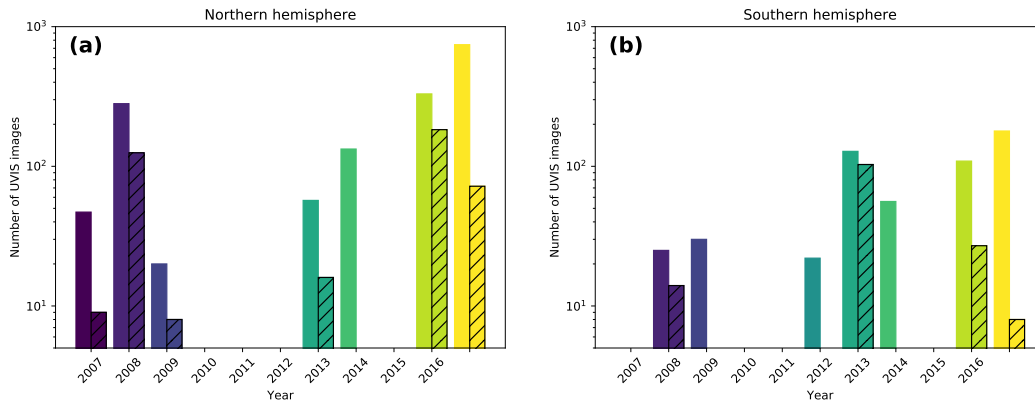 Northern hemisphere
(a)
10³
10²
10¹
Number of UVIS images
2007 2008 2009 2010 2011 2012 2013 2014 2015 2016
Year
Southern hemisphere
(b)
10³
10²
10¹
Number of UVIS images
2007 2008 2009 2010 2011 2012 2013 2014 2015 2016
Year